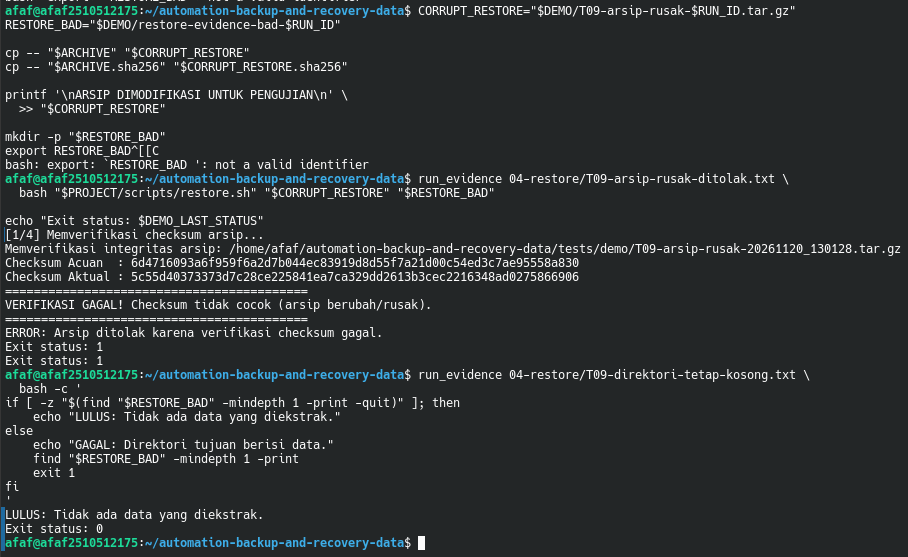 afaf@afaf2510512175:~/automation-backup-and-recovery-data$ CORRUPT_RESTORE="$DEMO/T09-arsip-rusak-$RUN_ID.tar.gz"
RESTORE_BAD="$DEMO/restore-evidence-bad-$RUN_ID"
cp -- "$ARCHIVE" "$CORRUPT_RESTORE"
cp -- "$ARCHIVE.sha256" "$CORRUPT_RESTORE.sha256"
printf '\nARSIP DIMODIFIKASI UNTUK PENGUJIAN\n' \
  >> "$CORRUPT_RESTORE"
mkdir -p "$RESTORE_BAD"
export RESTORE_BAD^[[C
bash: export: `RESTORE_BAD ': not a valid identifier
afaf@afaf2510512175:~/automation-backup-and-recovery-data$ run_evidence 04-restore/T09-arsip-rusak-ditolak.txt \
  bash "$PROJECT/scripts/restore.sh" "$CORRUPT_RESTORE" "$RESTORE_BAD"
echo "Exit status: $DEMO_LAST_STATUS"
[1/4] Memverifikasi checksum arsip...
Memverifikasi integritas arsip: /home/afaf/automation-backup-and-recovery-data/tests/demo/T09-arsip-rusak-20261120_130128.tar.gz
Checksum Acuan  : 6d4716093a6f959f6a2d7b044ec83919d8d55f7a21d00c54ed3c7ae95558a830
Checksum Aktual : 5c55d40373373d7c28ce225841ea7ca329dd2613b3cec2216348ad0275866906
==========================================
VERIFIKASI GAGAL! Checksum tidak cocok (arsip berubah/rusak).
==========================================
ERROR: Arsip ditolak karena verifikasi checksum gagal.
Exit status: 1
Exit status: 1
afaf@afaf2510512175:~/automation-backup-and-recovery-data$ run_evidence 04-restore/T09-direktori-tetap-kosong.txt \
  bash -c '
if [ -z "$(find "$RESTORE_BAD" -mindepth 1 -print -quit)" ]; then
    echo "LULUS: Tidak ada data yang diekstrak."
else
    echo "GAGAL: Direktori tujuan berisi data."
    find "$RESTORE_BAD" -mindepth 1 -print
    exit 1
fi
'
LULUS: Tidak ada data yang diekstrak.
Exit status: 0
afaf@afaf2510512175:~/automation-backup-and-recovery-data$